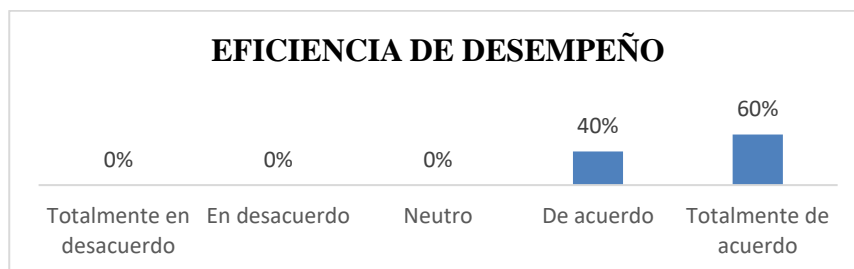 EFICIENCIA DE DESEMPEÑO
60%
40%
0% 0% 0%
Totalmente en desacuerdo
En desacuerdo
Neutro
De acuerdo
Totalmente de acuerdo